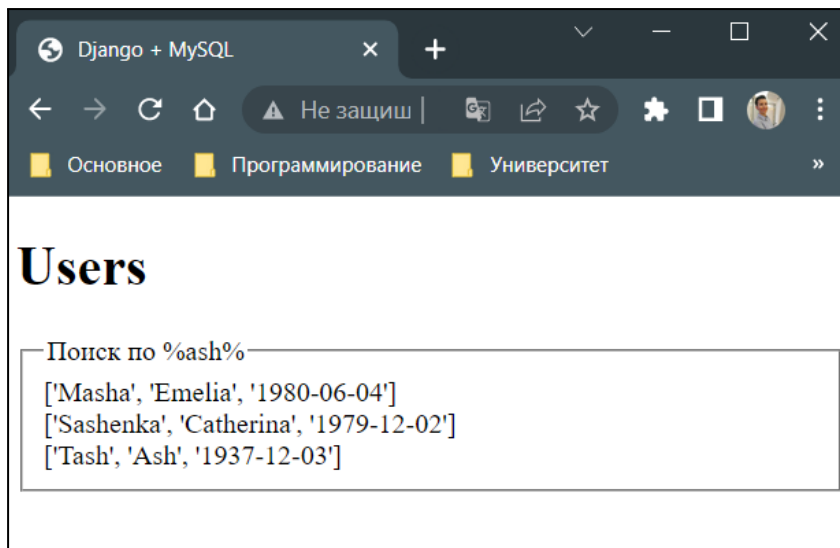 Django + MySQL
Не защищ
Основное Программирование Университет »
Users
Поиск по %ash%
['Masha', 'Emelia', '1980-06-04']
['Sashenka', 'Catherina', '1979-12-02']
['Tash', 'Ash', '1937-12-03']